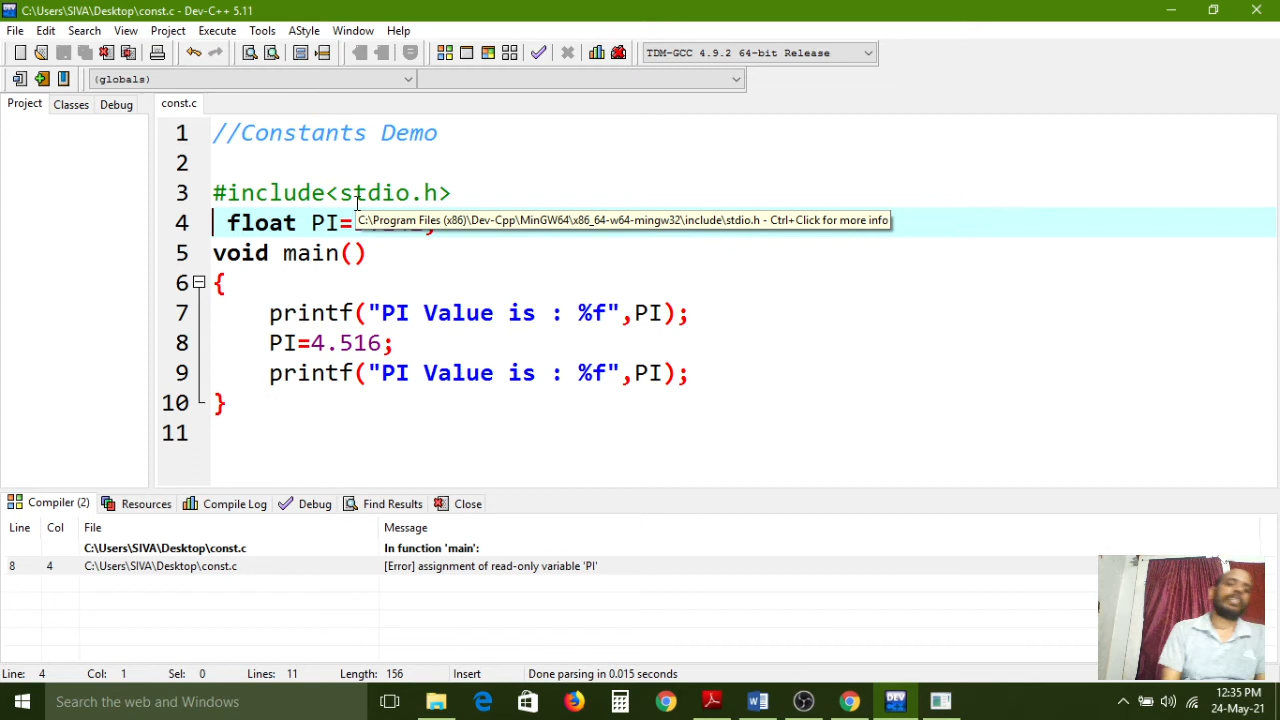 C:\Users\SIVA\Desktop\const.c - Dev-C++ 5.11
File Edit Search View Project Execute Tools AStyle Window Help
TDM-GCC 4.9.2 64-bit Release
(globals)
Project Classes Debug const.c
1 //Constants Demo
2
3 #include<stdio.h>
4 float PI=
C:\Program Files (x86)\Dev-Cpp\MinGW64\x86_64-w64-mingw32\include\stdio.h - Ctrl+Click for more info
5 void main()
6 {
7 printf("PI Value is : %f",PI);
8 PI=4.516;
9 printf("PI Value is : %f",PI);
10 }
11
Compiler (2) Resources Compile Log Debug Find Results Close
Line Col File Message
C:\Users\SIVA\Desktop\const.c In function 'main':
8 4 C:\Users\SIVA\Desktop\const.c [Error] assignment of read-only variable 'PI'
Line: 4 Col: 1 Sel: 0 Lines: 11 Length: 156 Insert Done parsing in 0.015 seconds
Search the web and Windows
DEV
12:35 PM
24-May-21